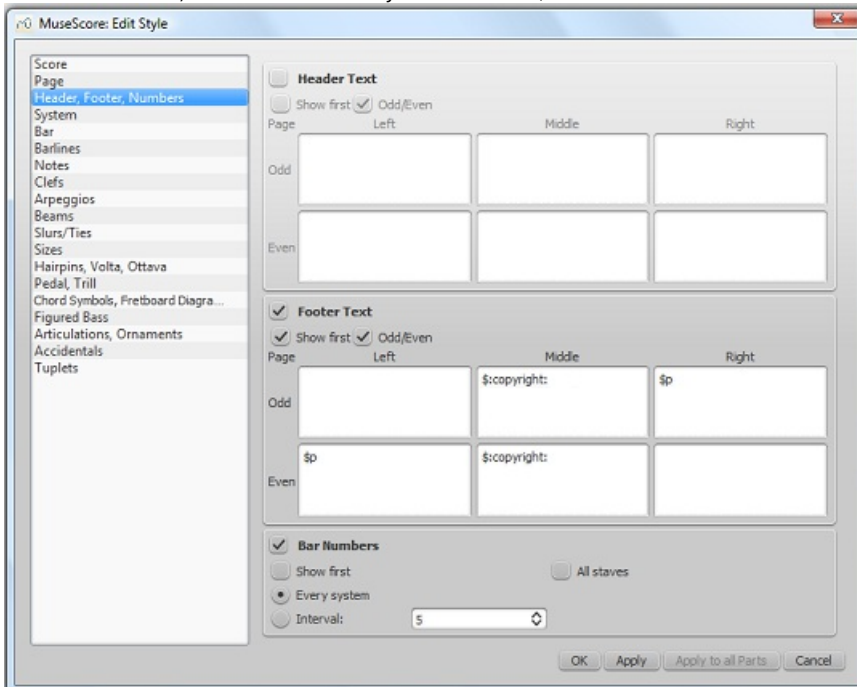 MuseScore: Edit Style
Score
Page
Header, Footer, Numbers
System
Bar
Barlines
Notes
Clefs
Arpeggios
Beams
Slurs/Ties
Sizes
Hairpins, Volta, Ottava
Pedal, Trill
Chord Symbols, Fretboard Diagra...
Figured Bass
Articulations, Ornaments
Accidentals
Tuplets
Header Text
Show first Odd/Even
Page Left Middle Right
Odd
Even
Footer Text
Show first Odd/Even
Page Left Middle Right
$:copyright: $p
Odd
$p $:copyright:
Even
Bar Numbers
Show first All staves
Every system
Interval: 5
OK Apply Apply to all Parts Cancel